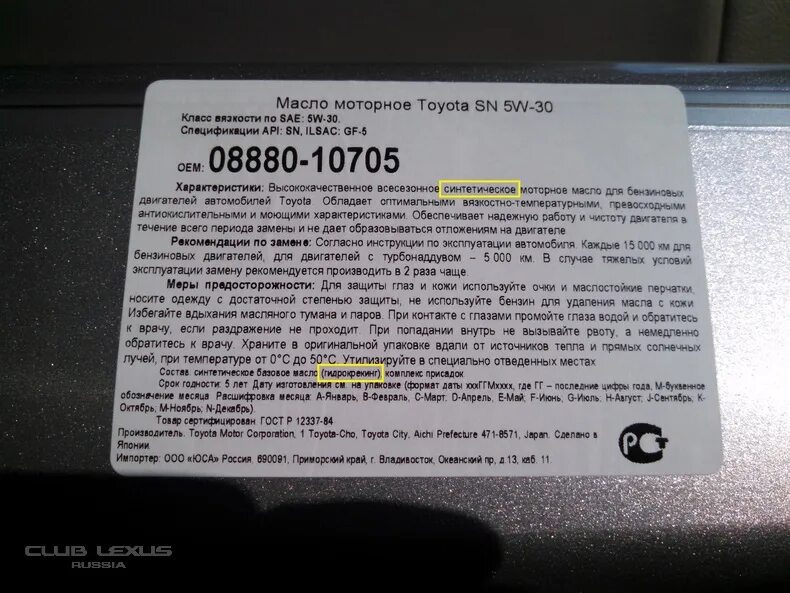 Масло моторное Toyota SN 5W-30
Класс вязкости по SAE: 5W-30.
Спецификации API: SN, ILSAC: GF-5
OEM: 08880-10705
Характеристики: Высококачественное всесезонное синтетическое моторное масло для бензиновых
двигателей автомобилей Toyota. Обладает оптимальными вязкостно-температурными, превосходными
антиокислительными и моющими характеристиками. Обеспечивает надежную работу и чистоту двигателя в
течение всего периода замены и не дает образовываться отложениям на двигателе.
Рекомендации по замене: Согласно инструкции по эксплуатации автомобиля. Каждые 15 000 км для
бензиновых двигателей, для двигателей с турбонаддувом – 5 000 км. В случае тяжелых условий
эксплуатации замену рекомендуется производить в 2 раза чаще.
Меры предосторожности: Для защиты глаз и кожи используйте очки и маслостойкие перчатки,
носите одежду с достаточной степенью защиты, не используйте бензин для удаления масла с кожи.
Избегайте вдыхания масляного тумана и паров. При контакте с глазами промойте глаза водой и обратитесь
к врачу, если раздражение не проходит. При попадании внутрь не вызывайте рвоту, а немедленно
обратитесь к врачу. Храните в оригинальной упаковке вдали от источников тепла и прямых солнечных
лучей, при температуре от 0°C до 50°C. Утилизируйте в специально отведенных местах.
Состав: синтетическое базовое масло (гидрокрекинг), комплекс присадок
Срок годности: 5 лет. Дату изготовления см. на упаковке (формат даты xxxГГМxxxx, где ГГ – последние цифры года, М-буквенное
обозначение месяца. Расшифровка месяца: A-Январь, B-Февраль, C-Март, D-Апрель, E-Май; F-Июнь, G-Июль, H-Август; J-Сентябрь, K-
Октябрь, M-Ноябрь; N-Декабрь).
Товар сертифицирован ГОСТ Р 12337-84
Производитель: Toyota Motor Corporation, 1 Toyota-Cho, Toyota City, Aichi Prefecture 471-8571, Japan. Сделано в
Японии.
Импортер: ООО «ЮСА» Россия, 690091, Приморский край, г. Владивосток, Океанский пр, д.13, каб. 11.
РСТ
CLUB LEXUS
RUSSIA